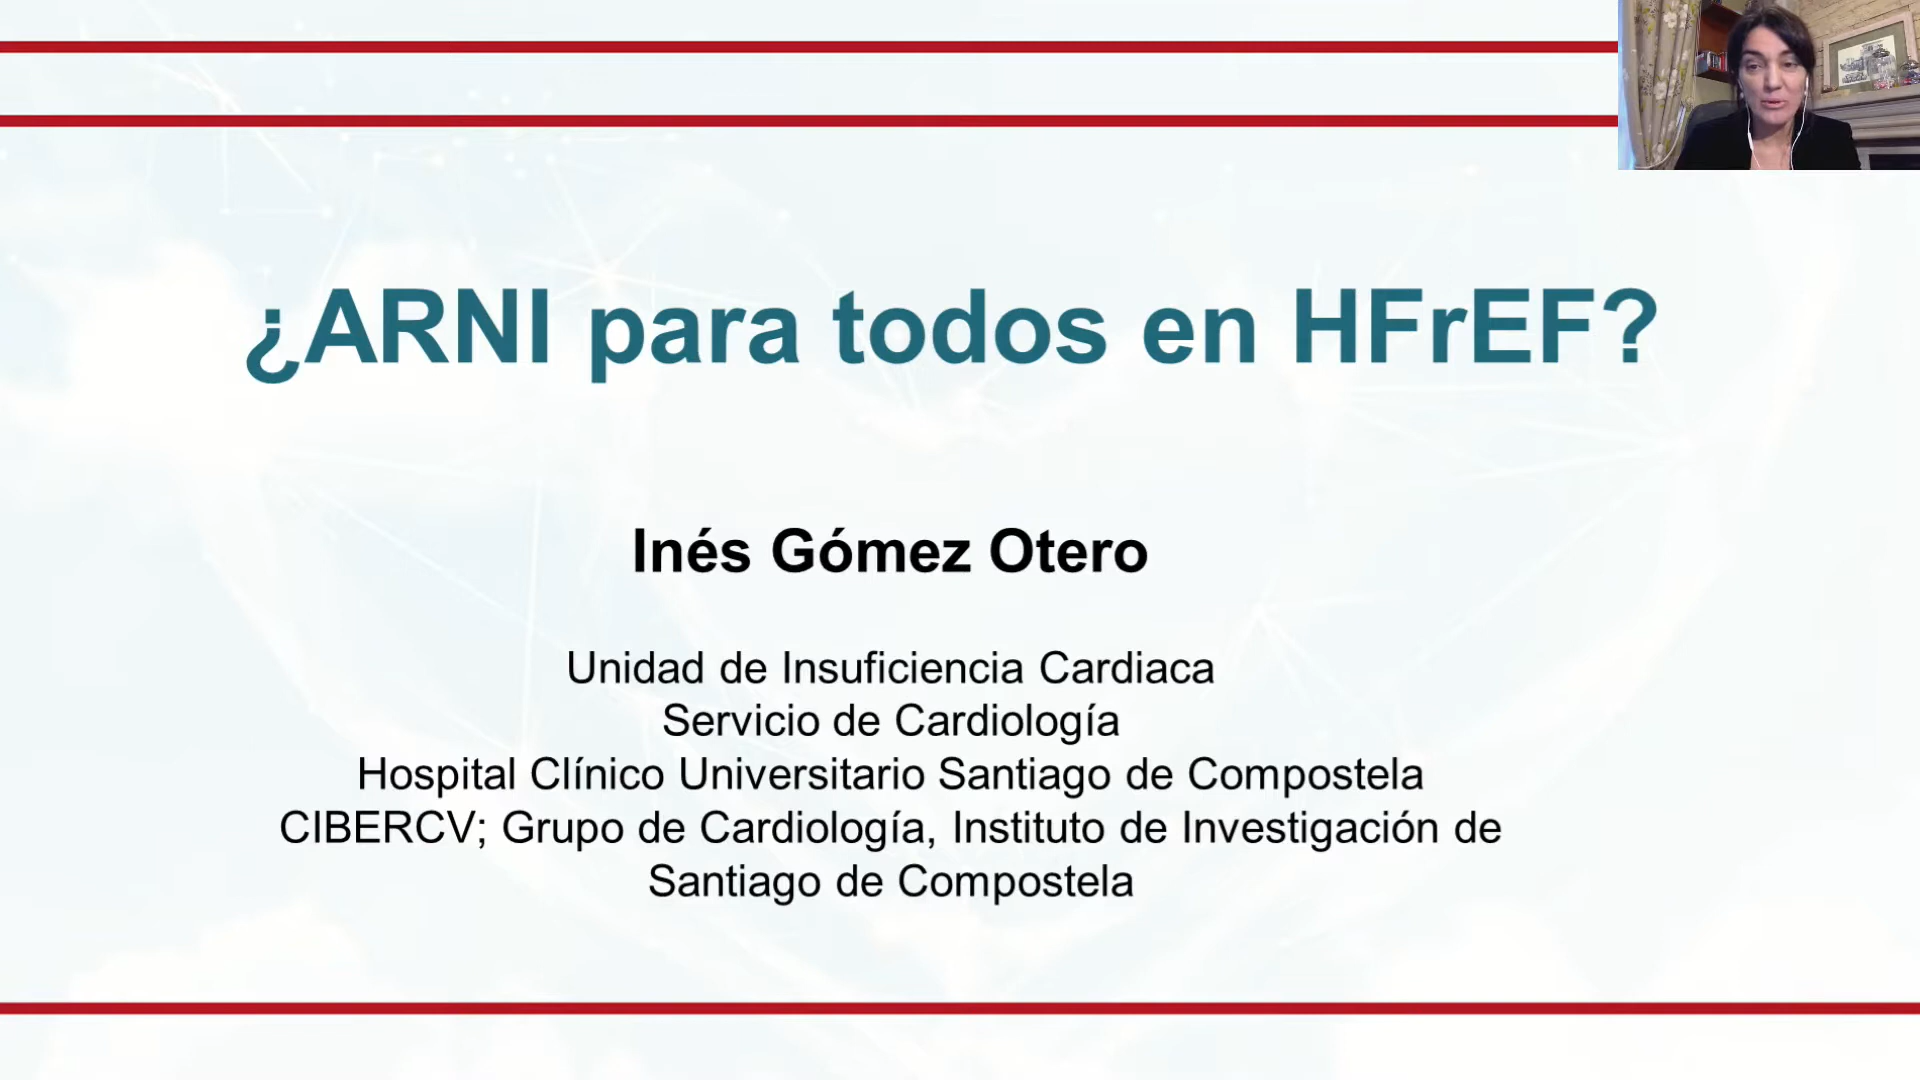 ¿ARNI para todos en HFrEF?
Inés Gómez Otero
Unidad de Insuficiencia Cardiaca
Servicio de Cardiología
Hospital Clínico Universitario Santiago de Compostela
CIBERCV; Grupo de Cardiología, Instituto de Investigación de
Santiago de Compostela